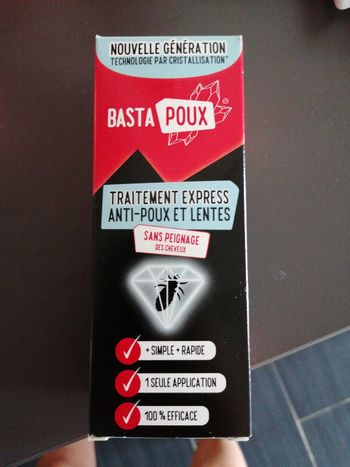 NOUVELLE GÉNÉRATION
TECHNOLOGIE PAR CRISTALLISATION*
BASTA POUX
TRAITEMENT EXPRESS
ANTI-POUX ET LENTES
SANS PEIGNAGE
DES CHEVEUX
+ SIMPLE + RAPIDE
1 SEULE APPLICATION
100 % EFFICACE